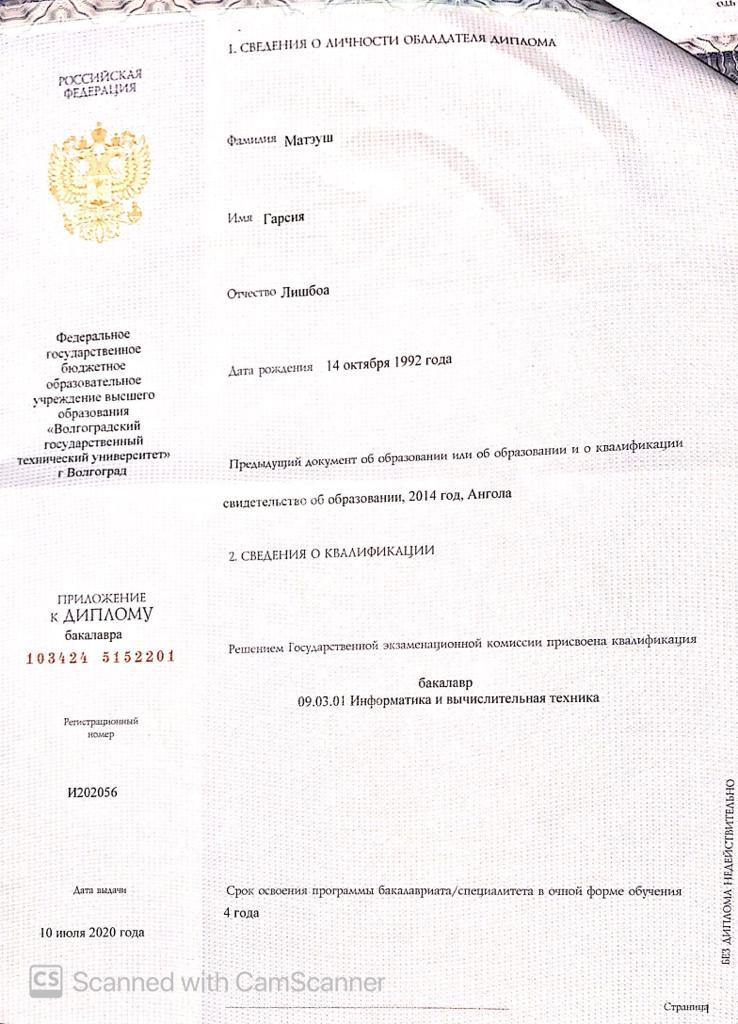 РОССИЙСКАЯ
ФЕДЕРАЦИЯ
Федеральное
государственное
бюджетное
образовательное
учреждение высшего
образования
«Волгоградский
государственный
технический университет»
г Волгоград
ПРИЛОЖЕНИЕ
к ДИПЛОМУ
бакалавра
103424 5152201
Регистрационный
номер
И202056
Дата выдачи
10 июля 2020 года
1. СВЕДЕНИЯ О ЛИЧНОСТИ ОБЛАДАТЕЛЯ ДИПЛОМА
Фамилия Матэуш
Имя Гарсия
Отчество Лишбоа
Дата рождения 14 октября 1992 года
Предыдущий документ об образовании или об образовании и о квалификации
свидетельство об образовании, 2014 год, Ангола
2. СВЕДЕНИЯ О КВАЛИФИКАЦИИ
Решением Государственной экзаменационной комиссии присвоена квалификация
бакалавр
09.03.01 Информатика и вычислительная техника
Срок освоения программы бакалавриата/специалитета в очной форме обучения
4 года
Страница
БЕЗ ДИПЛОМА НЕДЕЙСТВИТЕЛЬНО
CS Scanned with CamScanner